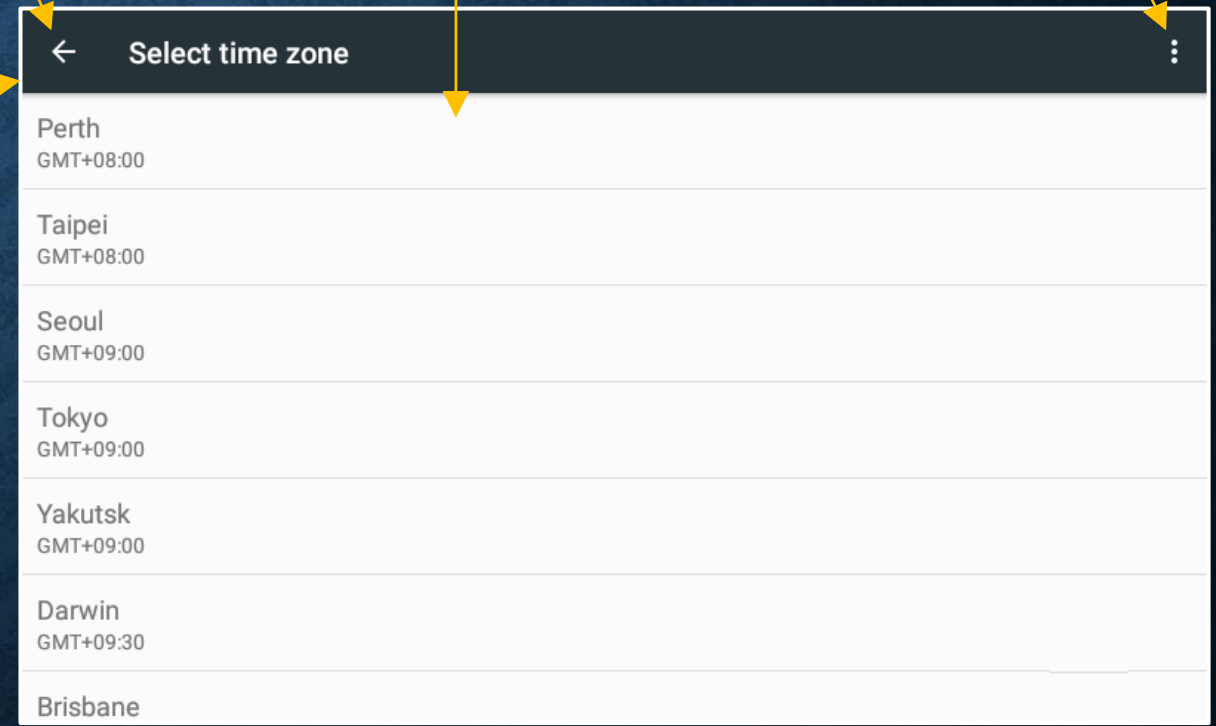 Select time zone
Perth
GMT+08:00
Taipei
GMT+08:00
Seoul
GMT+09:00
Tokyo
GMT+09:00
Yakutsk
GMT+09:00
Darwin
GMT+09:30
Brisbane